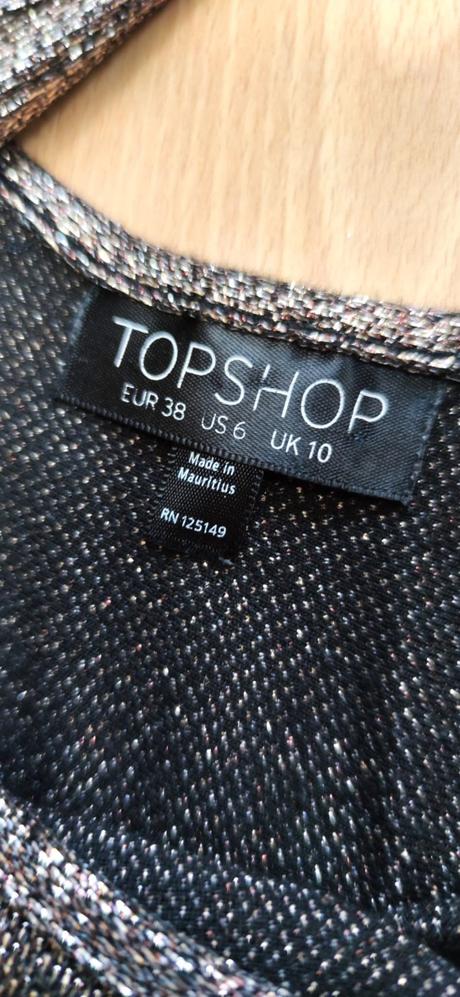 TOPSHOP
EUR 38 US 6 UK 10
Made in
Mauritius
RN 125149